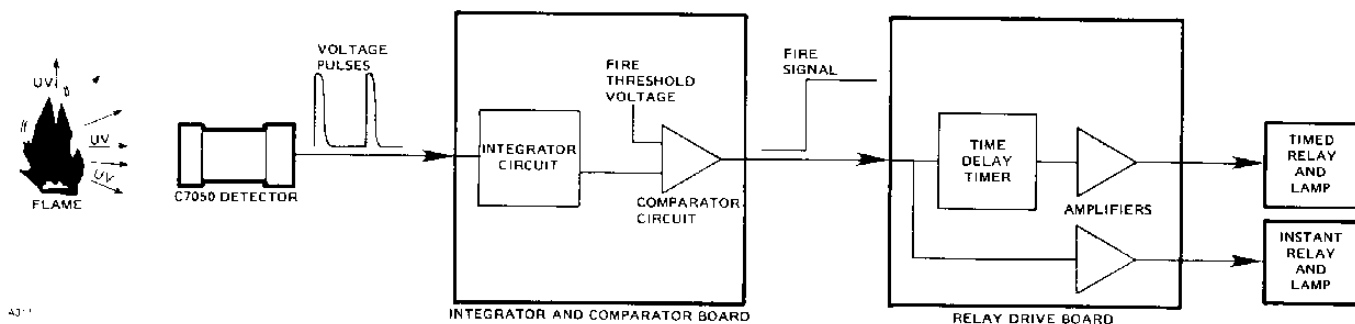 UV
UV
UV
FLAME
C7050 DETECTOR
VOLTAGE
PULSES
FIRE
THRESHOLD
VOLTAGE
INTEGRATOR
CIRCUIT
COMPARATOR
CIRCUIT
INTEGRATOR AND COMPARATOR BOARD
FIRE
SIGNAL
TIME
DELAY
TIMER
AMPLIFIERS
RELAY DRIVE BOARD
TIMED
RELAY
AND
LAMP
INSTANT
RELAY
AND
LAMP